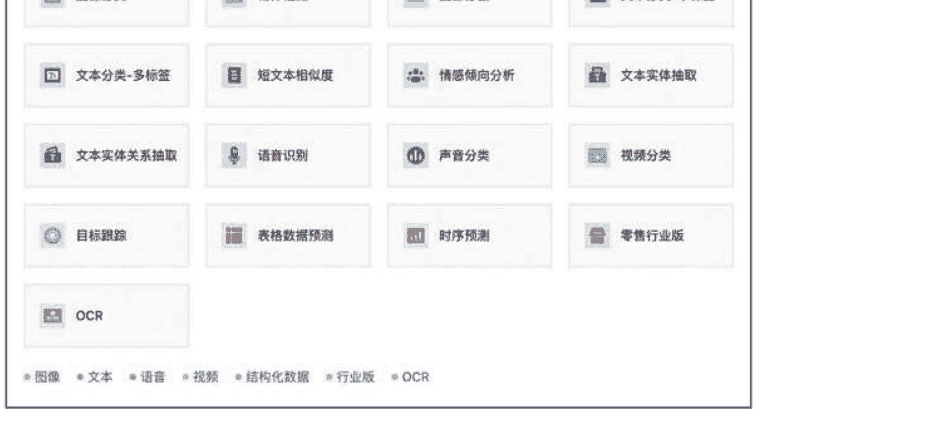 文本分类-多标签 短文本相似度 情感倾向分析 文本实体抽取
文本实体关系抽取 语音识别 声音分类 视频分类
目标跟踪 表格数据预测 时序预测 零售行业版
OCR
图像 文本 语音 视频 结构化数据 行业版 OCR